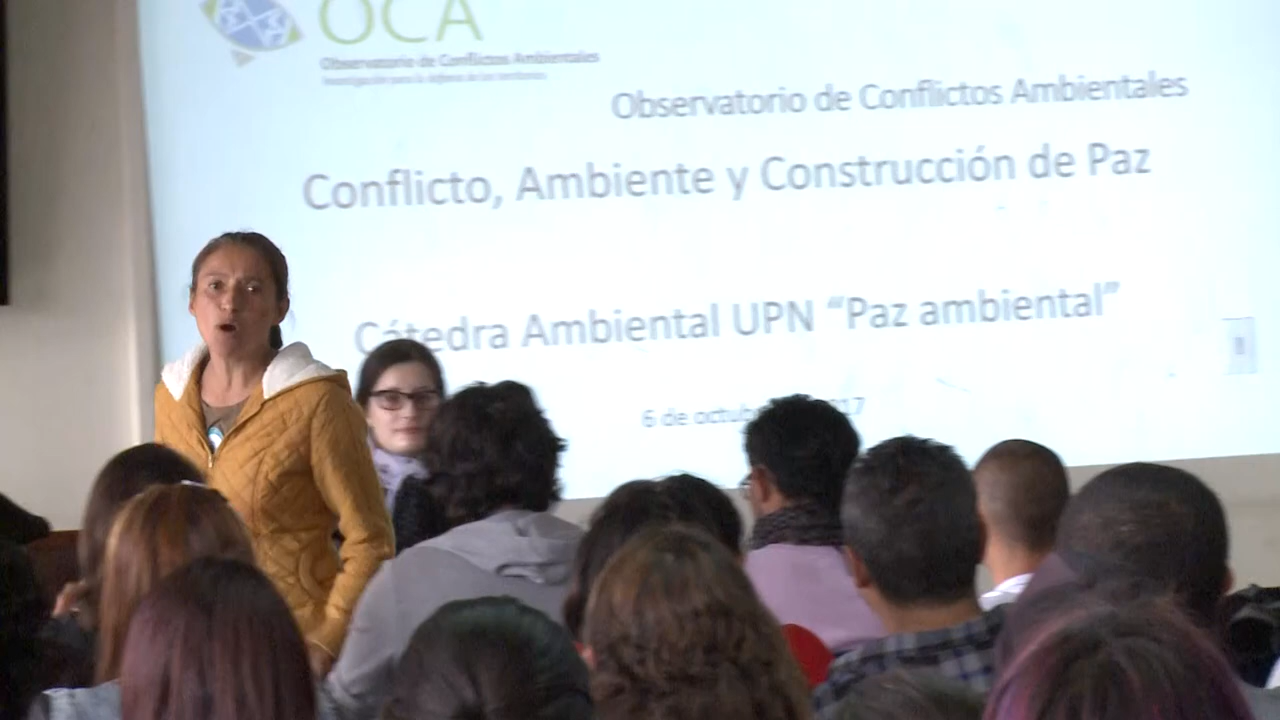 OCA
Observatorio de Conflictos Ambientales
Observatorio de Conflictos Ambientales
Conflicto, Ambiente y Construcción de Paz
Cátedra Ambiental UPN “Paz ambiental”
6 de octub 17